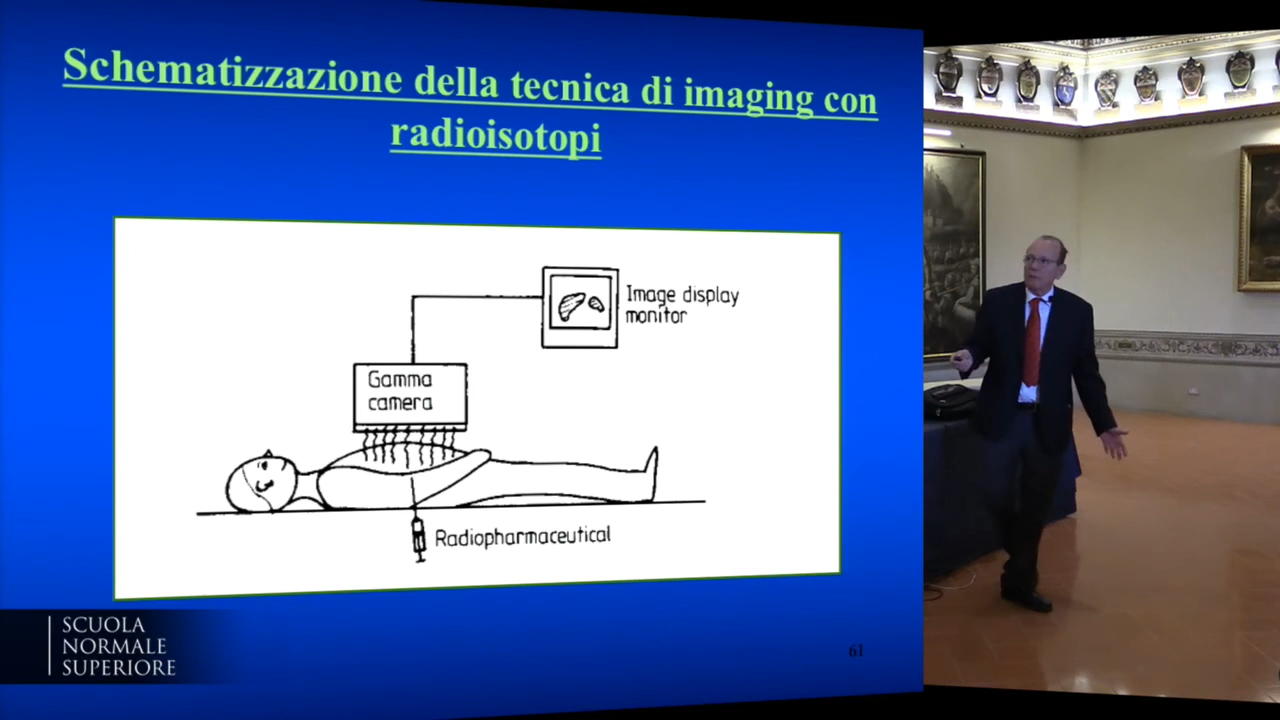 Schematizzazione della tecnica di imaging con
radioisotopi
Image display
monitor
Gamma
camera
Radiopharmaceutical
SCUOLA
NORMALE
SUPERIORE
61